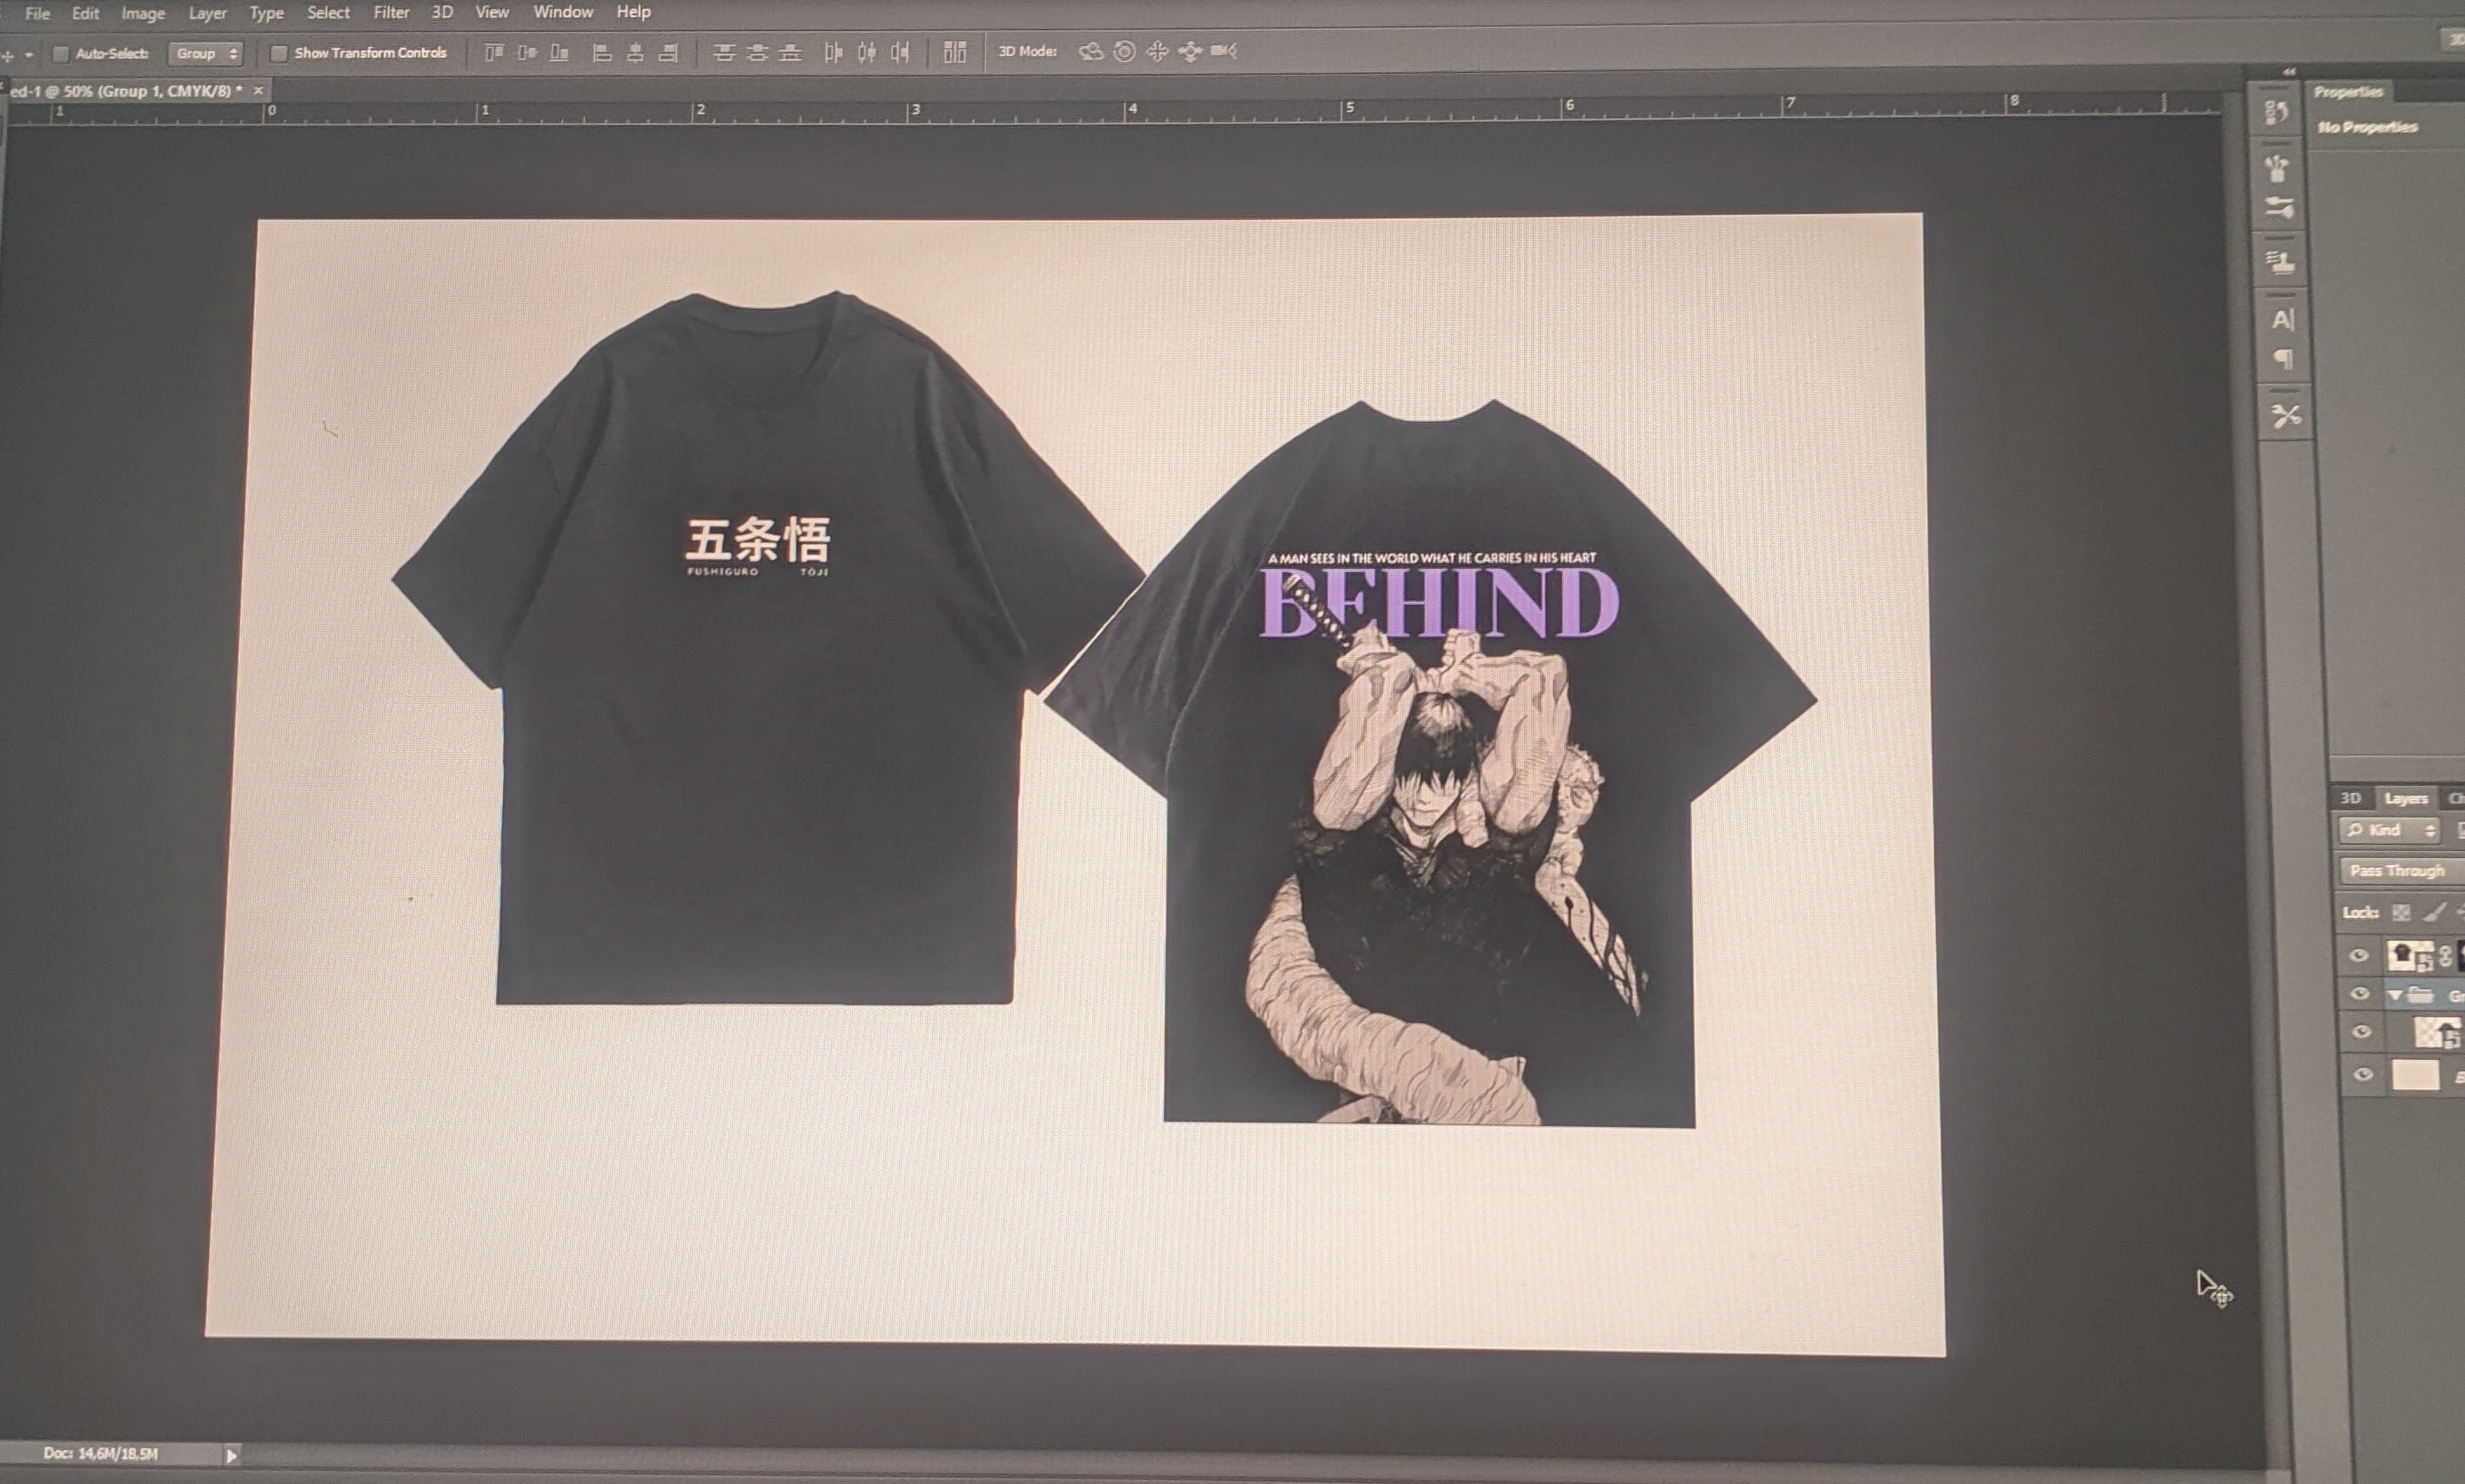 File Edit Image Layer Type Select Filter 3D View Window Help
Auto-Select: Group Show Transform Controls 3D Mode:
ed-1 @ 50% (Group 1, CMYK/8) * ×
1 0 1 2 3 4 5 6 7 8
Properties
No Properties
五条悟
FUSHIGURO TOJI
A MAN SEES IN THE WORLD WHAT HE CARRIES IN HIS HEART
BEHIND
3D Layers Ch
Kind
Pass Through
Lock:
Gr
Doc: 14,6M/18,5M